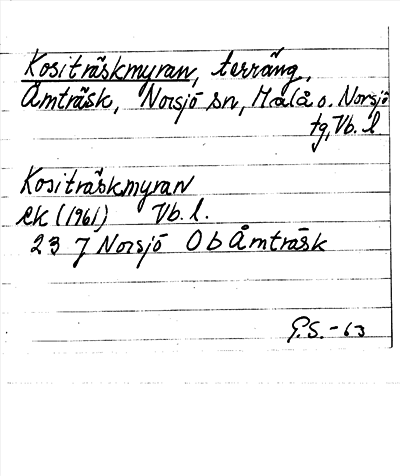 Kositräskmyran, terräng,
Åmträsk, Norsjö sn, Malå o. Norsjö
tg, Vb. l.
Kositräskmyran
ek (1961) Vb. l.
23 J Norsjö Ob Åmträsk
G.S. -63